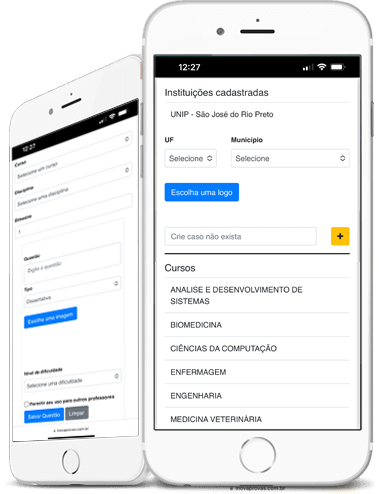 12:27
Curso
Selecione um curso
Disciplina
Selecione uma disciplina
Bimestre
1
Questão
Digite a questão
Tipo
Dissertativa
Escolha uma imagem
Nível de dificuldade
Selecione uma dificuldade
Permitir seu uso para outros professores
Salvar Questão Limpar
inovaprovas.com.br
12:27
Instituições cadastradas
UNIP - São José do Rio Preto
UF Município
Selecione Selecione
Escolha uma logo
Crie caso não exista +
Cursos
ANALISE E DESENVOLVIMENTO DE
SISTEMAS
BIOMEDICINA
CIÊNCIAS DA COMPUTAÇÃO
ENFERMAGEM
ENGENHARIA
MEDICINA VETERINÁRIA
inovaprovas.com.br